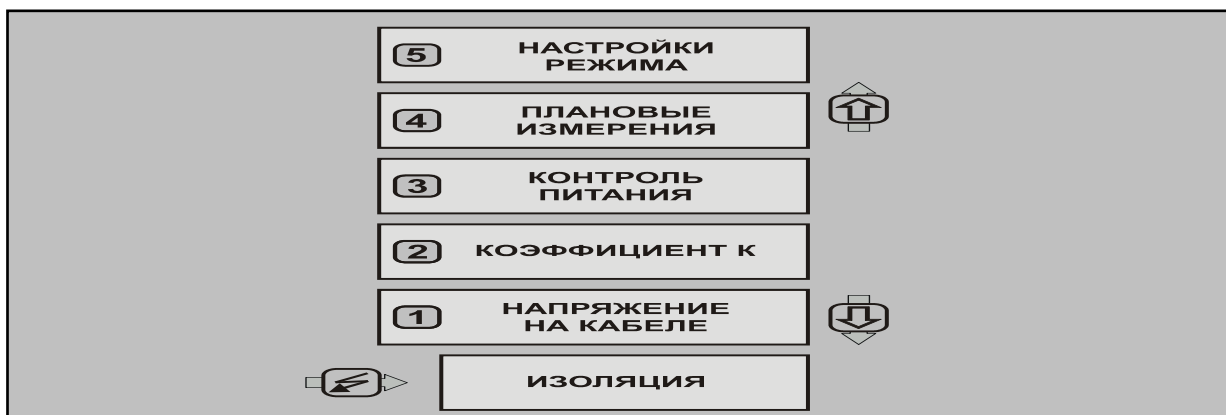 5 НАСТРОЙКИ
РЕЖИМА
4 ПЛАНОВЫЕ
ИЗМЕРЕНИЯ
3 КОНТРОЛЬ
ПИТАНИЯ
2 КОЭФФИЦИЕНТ К
1 НАПРЯЖЕНИЕ
НА КАБЕЛЕ
ИЗОЛЯЦИЯ